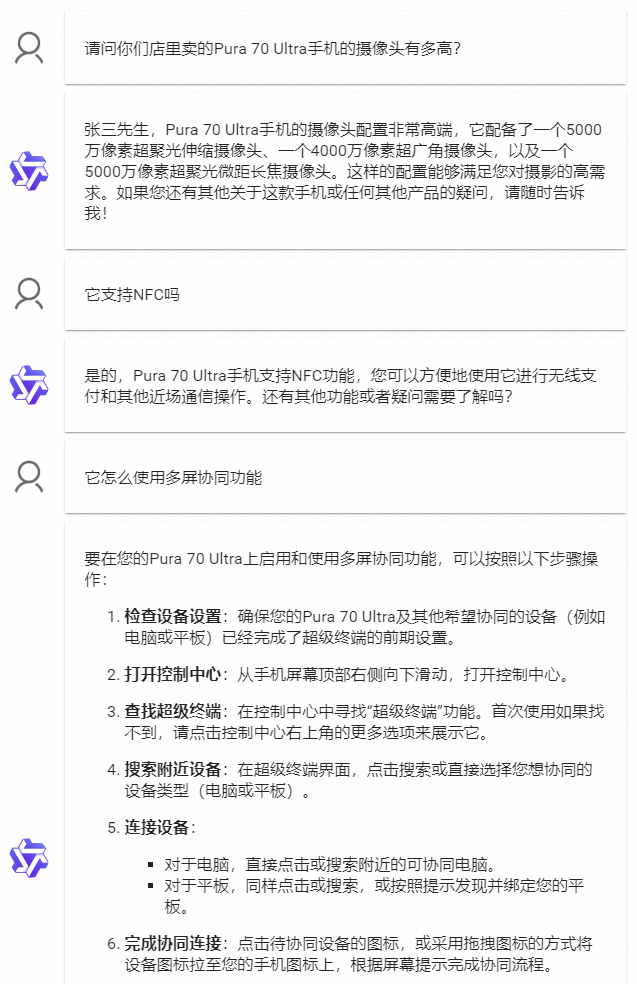 请问你们店里卖的Pura 70 Ultra手机的摄像头有多高？
张三先生，Pura 70 Ultra手机的摄像头配置非常高端，它配备了一个5000
万像素超聚光伸缩摄像头、一个4000万像素超广角摄像头，以及一个
5000万像素超聚光微距长焦摄像头。这样的配置能够满足您对摄影的高需
求。如果您还有其他关于这款手机或任何其他产品的疑问，请随时告诉
我！
它支持NFC吗
是的，Pura 70 Ultra手机支持NFC功能，您可以方便地使用它进行无线支
付和其他近场通信操作。还有其他功能或者疑问需要了解吗？
它怎么使用多屏协同功能
要在您的Pura 70 Ultra上启用和使用多屏协同功能，可以按照以下步骤操
作：
1. 检查设备设置：确保您的Pura 70 Ultra及其他希望协同的设备（例如
电脑或平板）已经完成了超级终端的前期设置。
2. 打开控制中心：从手机屏幕顶部右侧向下滑动，打开控制中心。
3. 查找超级终端：在控制中心中寻找“超级终端”功能。首次使用如果找
不到，请点击控制中心右上角的更多选项来展示它。
4. 搜索附近设备：在超级终端界面，点击搜索或直接选择您想协同的
设备类型（电脑或平板）。
5. 连接设备：
▪ 对于电脑，直接点击或搜索附近的可协同电脑。
▪ 对于平板，同样点击或搜索，或按照提示发现并绑定您的平
板。
6. 完成协同连接：点击待协同设备的图标，或采用拖拽图标的方式将
设备图标拉至您的手机图标上，根据屏幕提示完成协同流程。